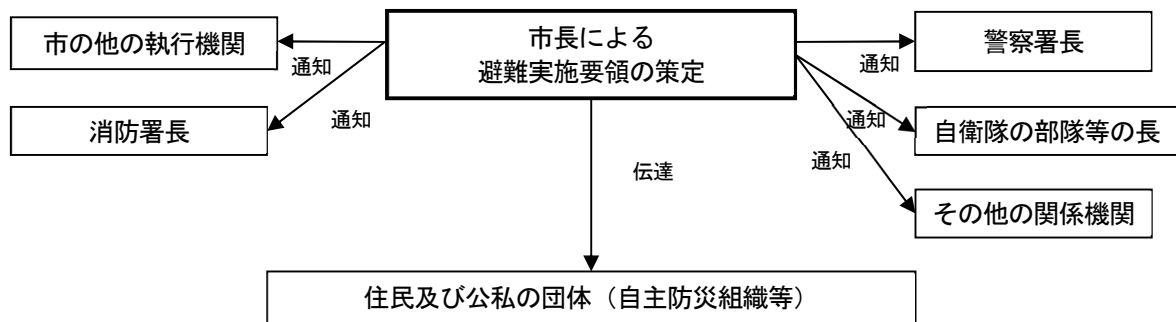 市の他の執行機関
通知
消防署長
通知
市長による
避難実施要領の策定
伝達
警察署長
通知
自衛隊の部隊等の長
通知
その他の関係機関
通知
住民及び公私の団体（自主防災組織等）